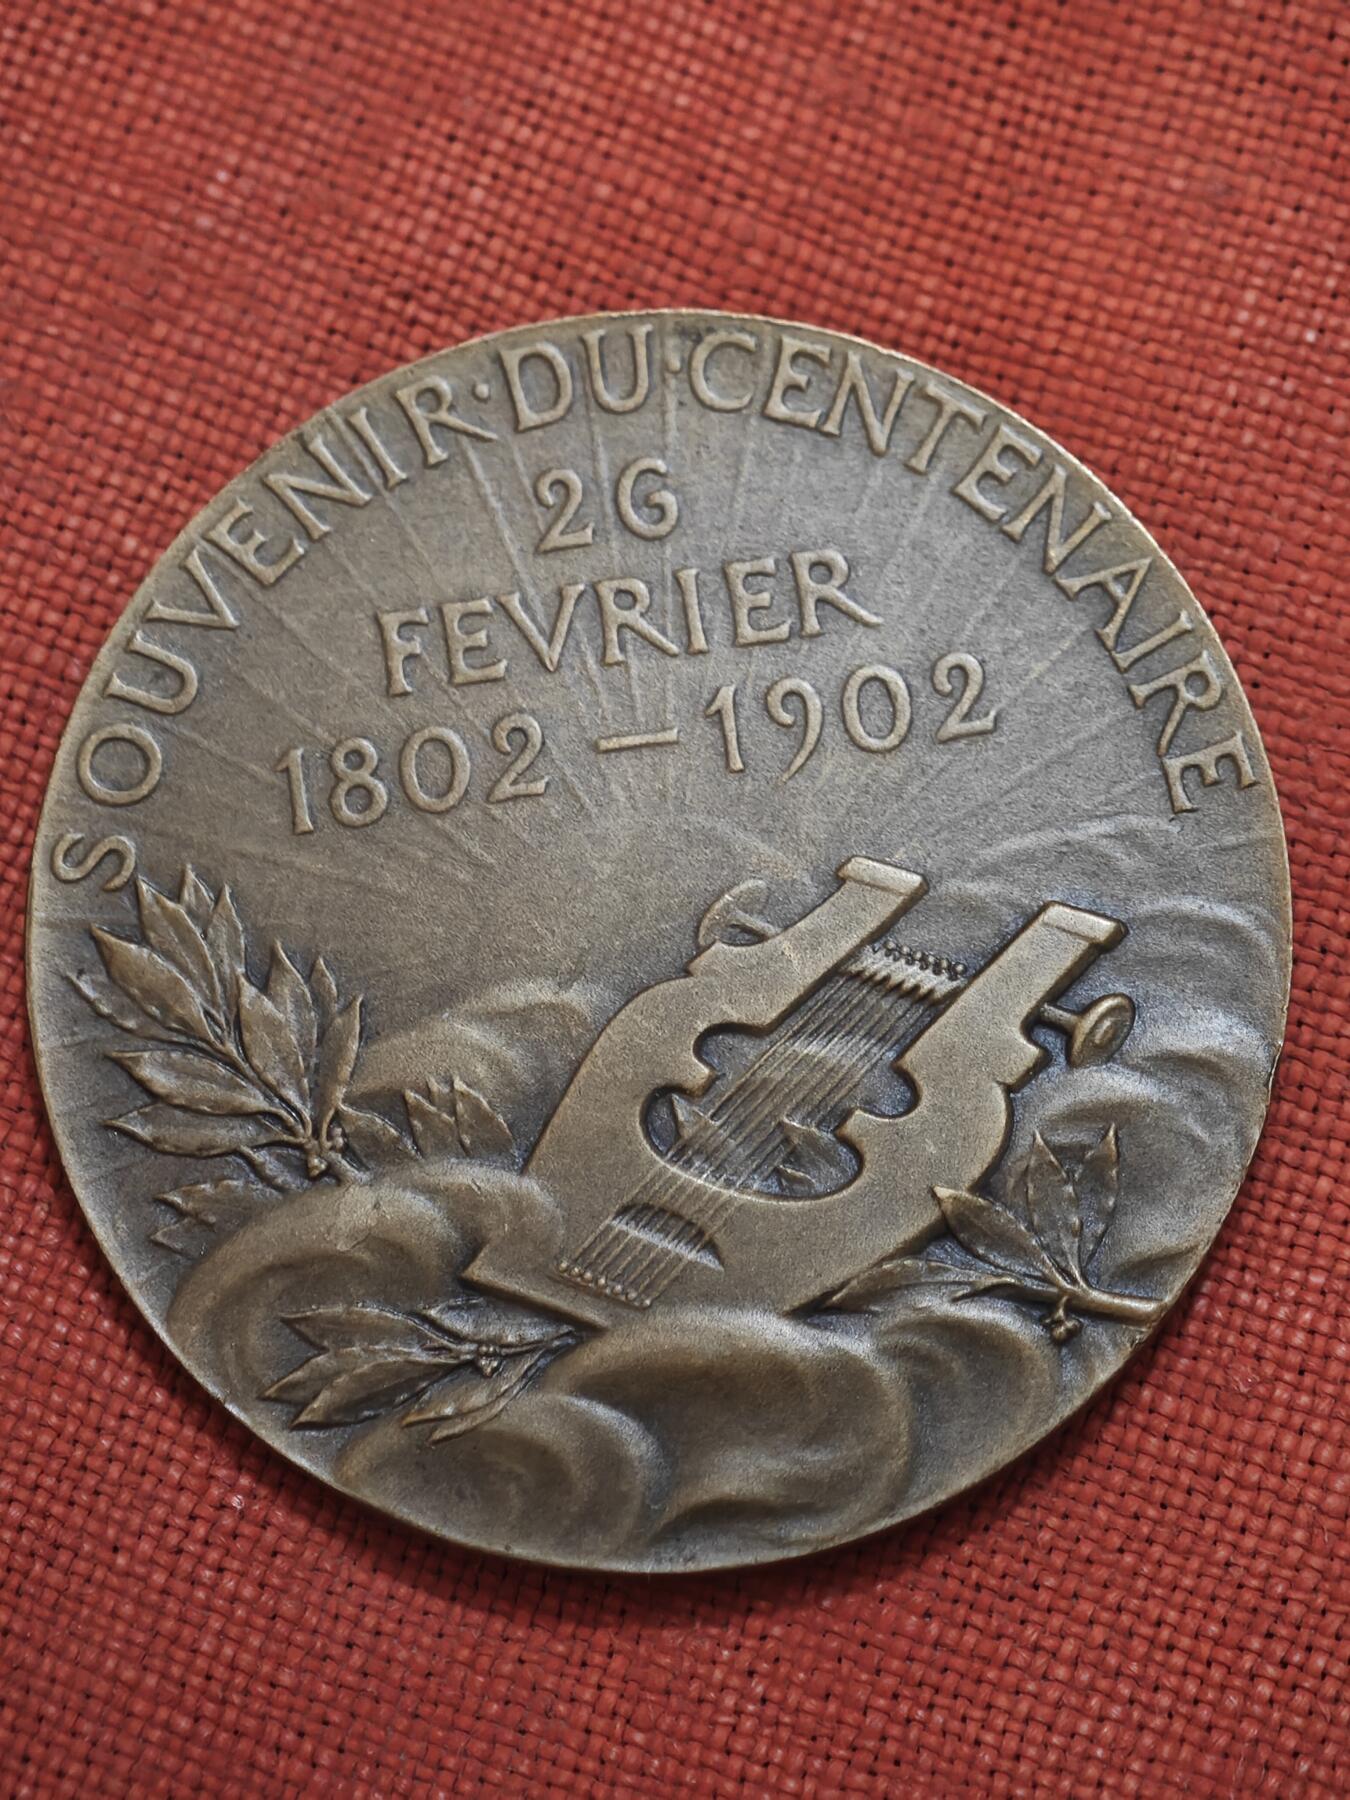 SOUVENIR·DU·CENTENAIRE
26
FEVRIER
1802—1902